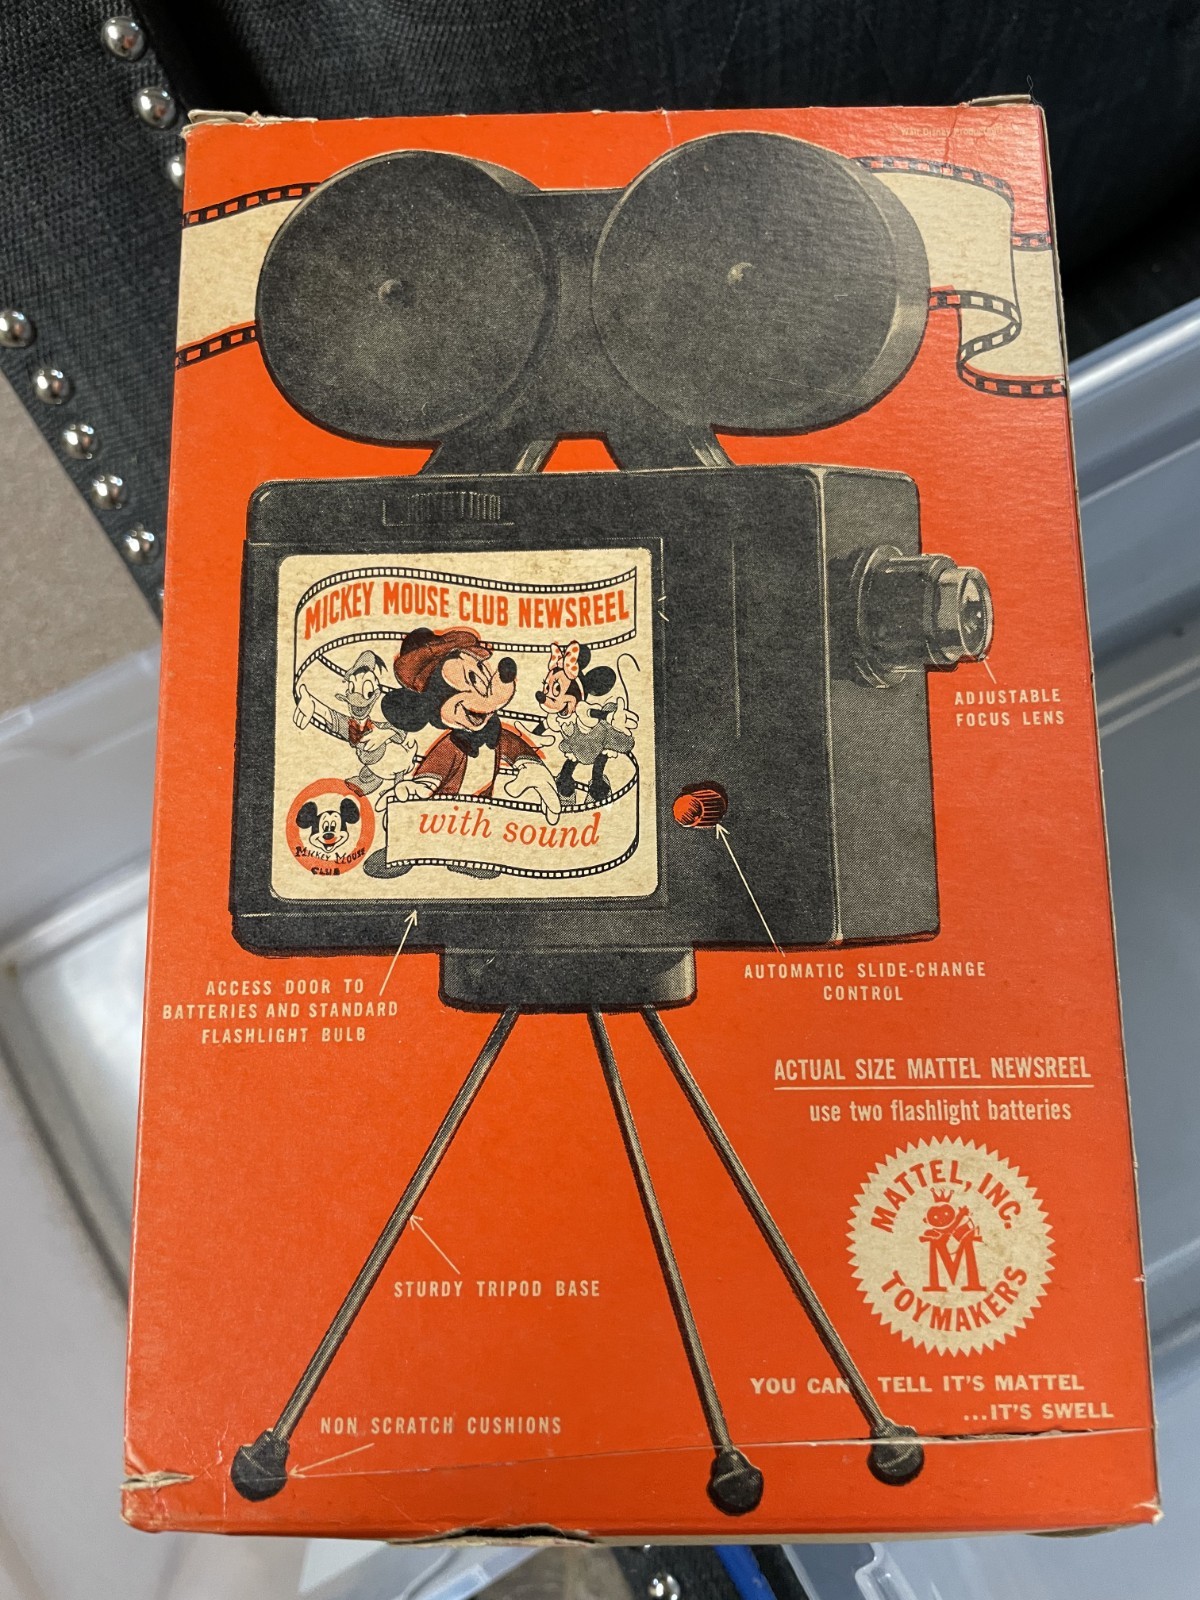 MICKEY MOUSE CLUB NEWSREEL
with sound
MICKEY MOUSE
CLUB
ADJUSTABLE
FOCUS LENS
ACCESS DOOR TO
BATTERIES AND STANDARD
FLASHLIGHT BULB
AUTOMATIC SLIDE-CHANGE
CONTROL
ACTUAL SIZE MATTEL NEWSREEL
use two flashlight batteries
MATTEL, INC.
M
TOYMAKERS
STURDY TRIPOD BASE
YOU CAN TELL IT'S MATTEL
...IT'S SWELL
NON SCRATCH CUSHIONS